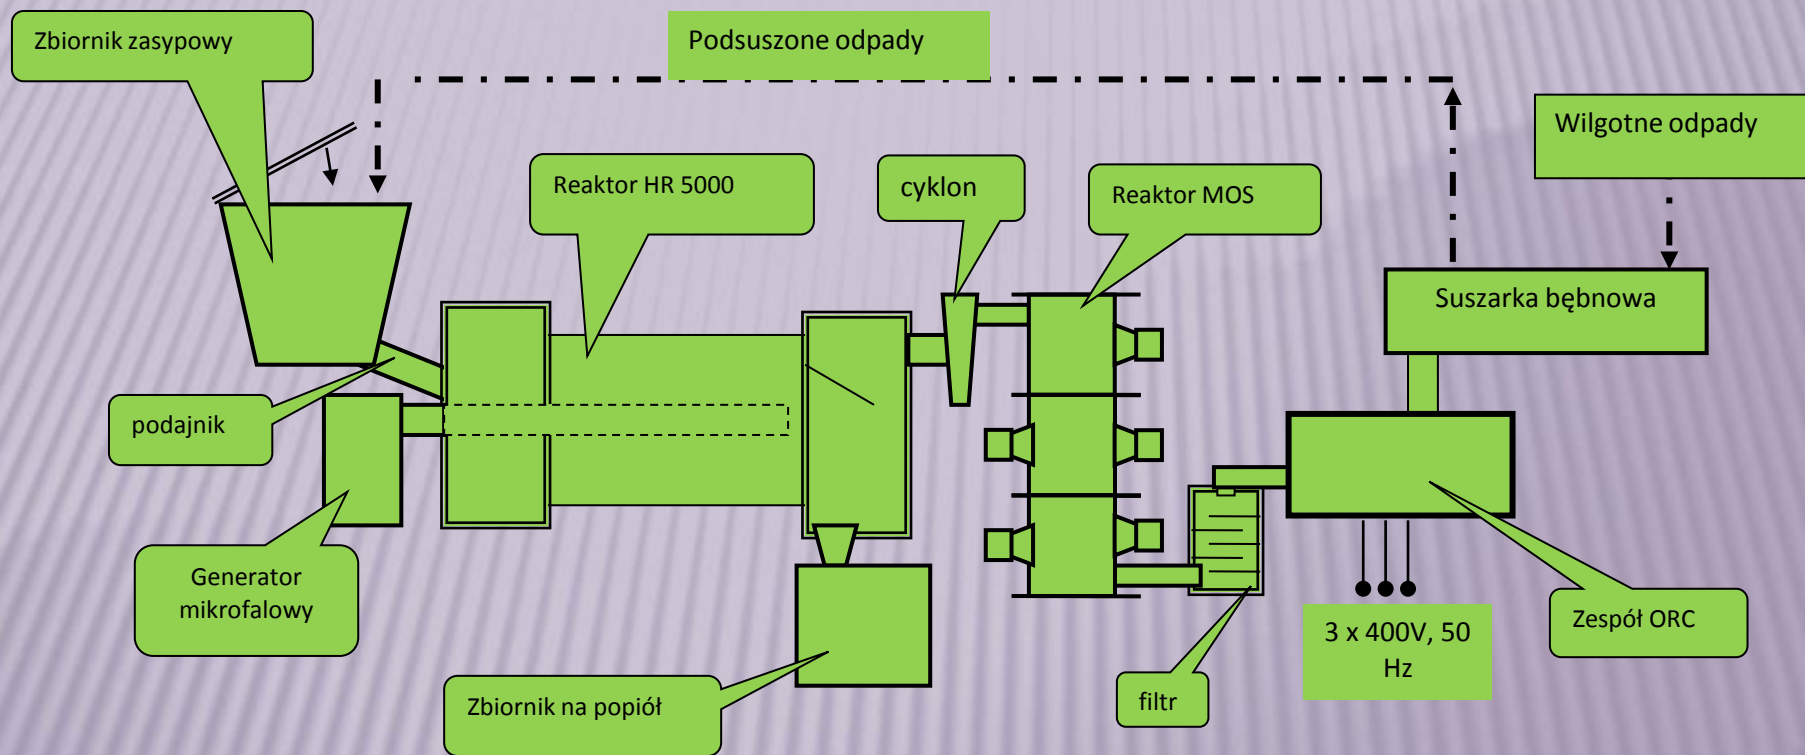 Zbiornik zasypowy
Podsuszone odpady
Wilgotne odpady
Reaktor HR 5000
cyklon
Reaktor MOS
Suszarka bębnowa
podajnik
Generator
mikrofalowy
Zbiornik na popiół
filtr
3 x 400V, 50
Hz
Zespół ORC